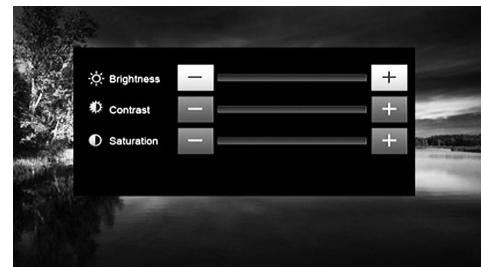 Brightness − +
Contrast − +
Saturation − +